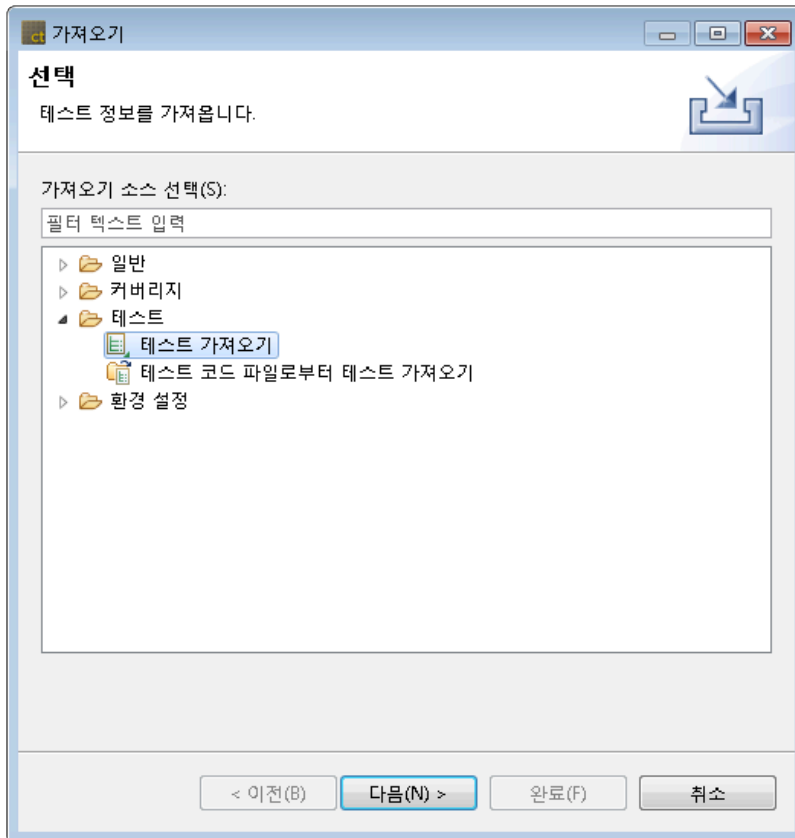 ct 가져오기
선택
테스트 정보를 가져옵니다.
가져오기 소스 선택(S):
필터 텍스트 입력
일반
커버리지
테스트
테스트 가져오기
테스트 코드 파일로부터 테스트 가져오기
환경 설정
< 이전(B) 다음(N) > 완료(F) 취소